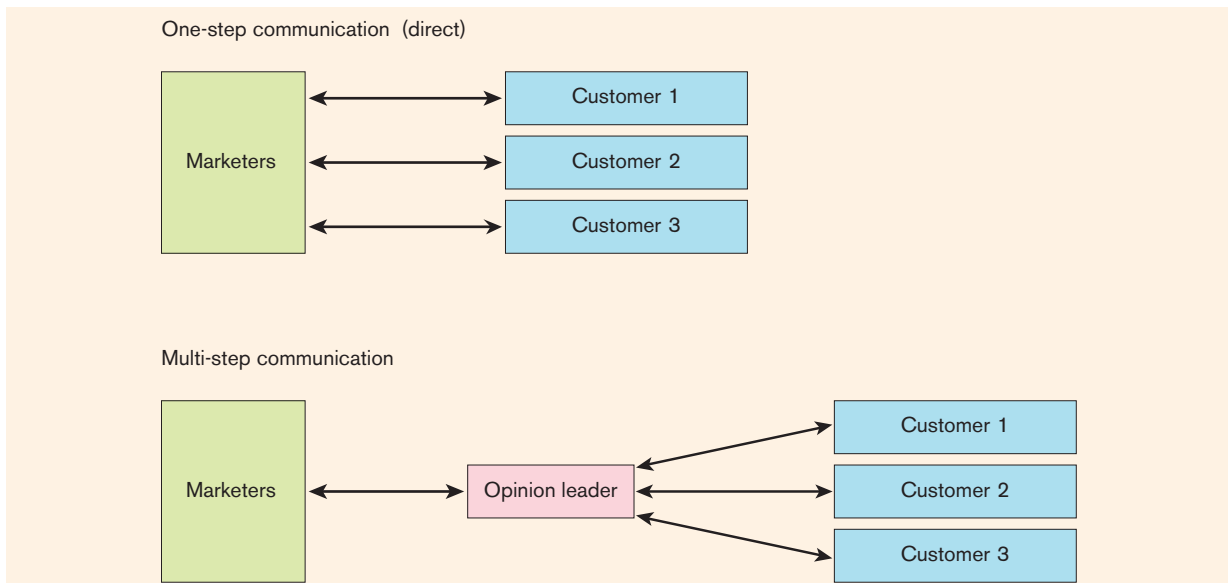 One-step communication (direct)
Marketers
Customer 1
Customer 2
Customer 3
Multi-step communication
Marketers
Opinion leader
Customer 1
Customer 2
Customer 3